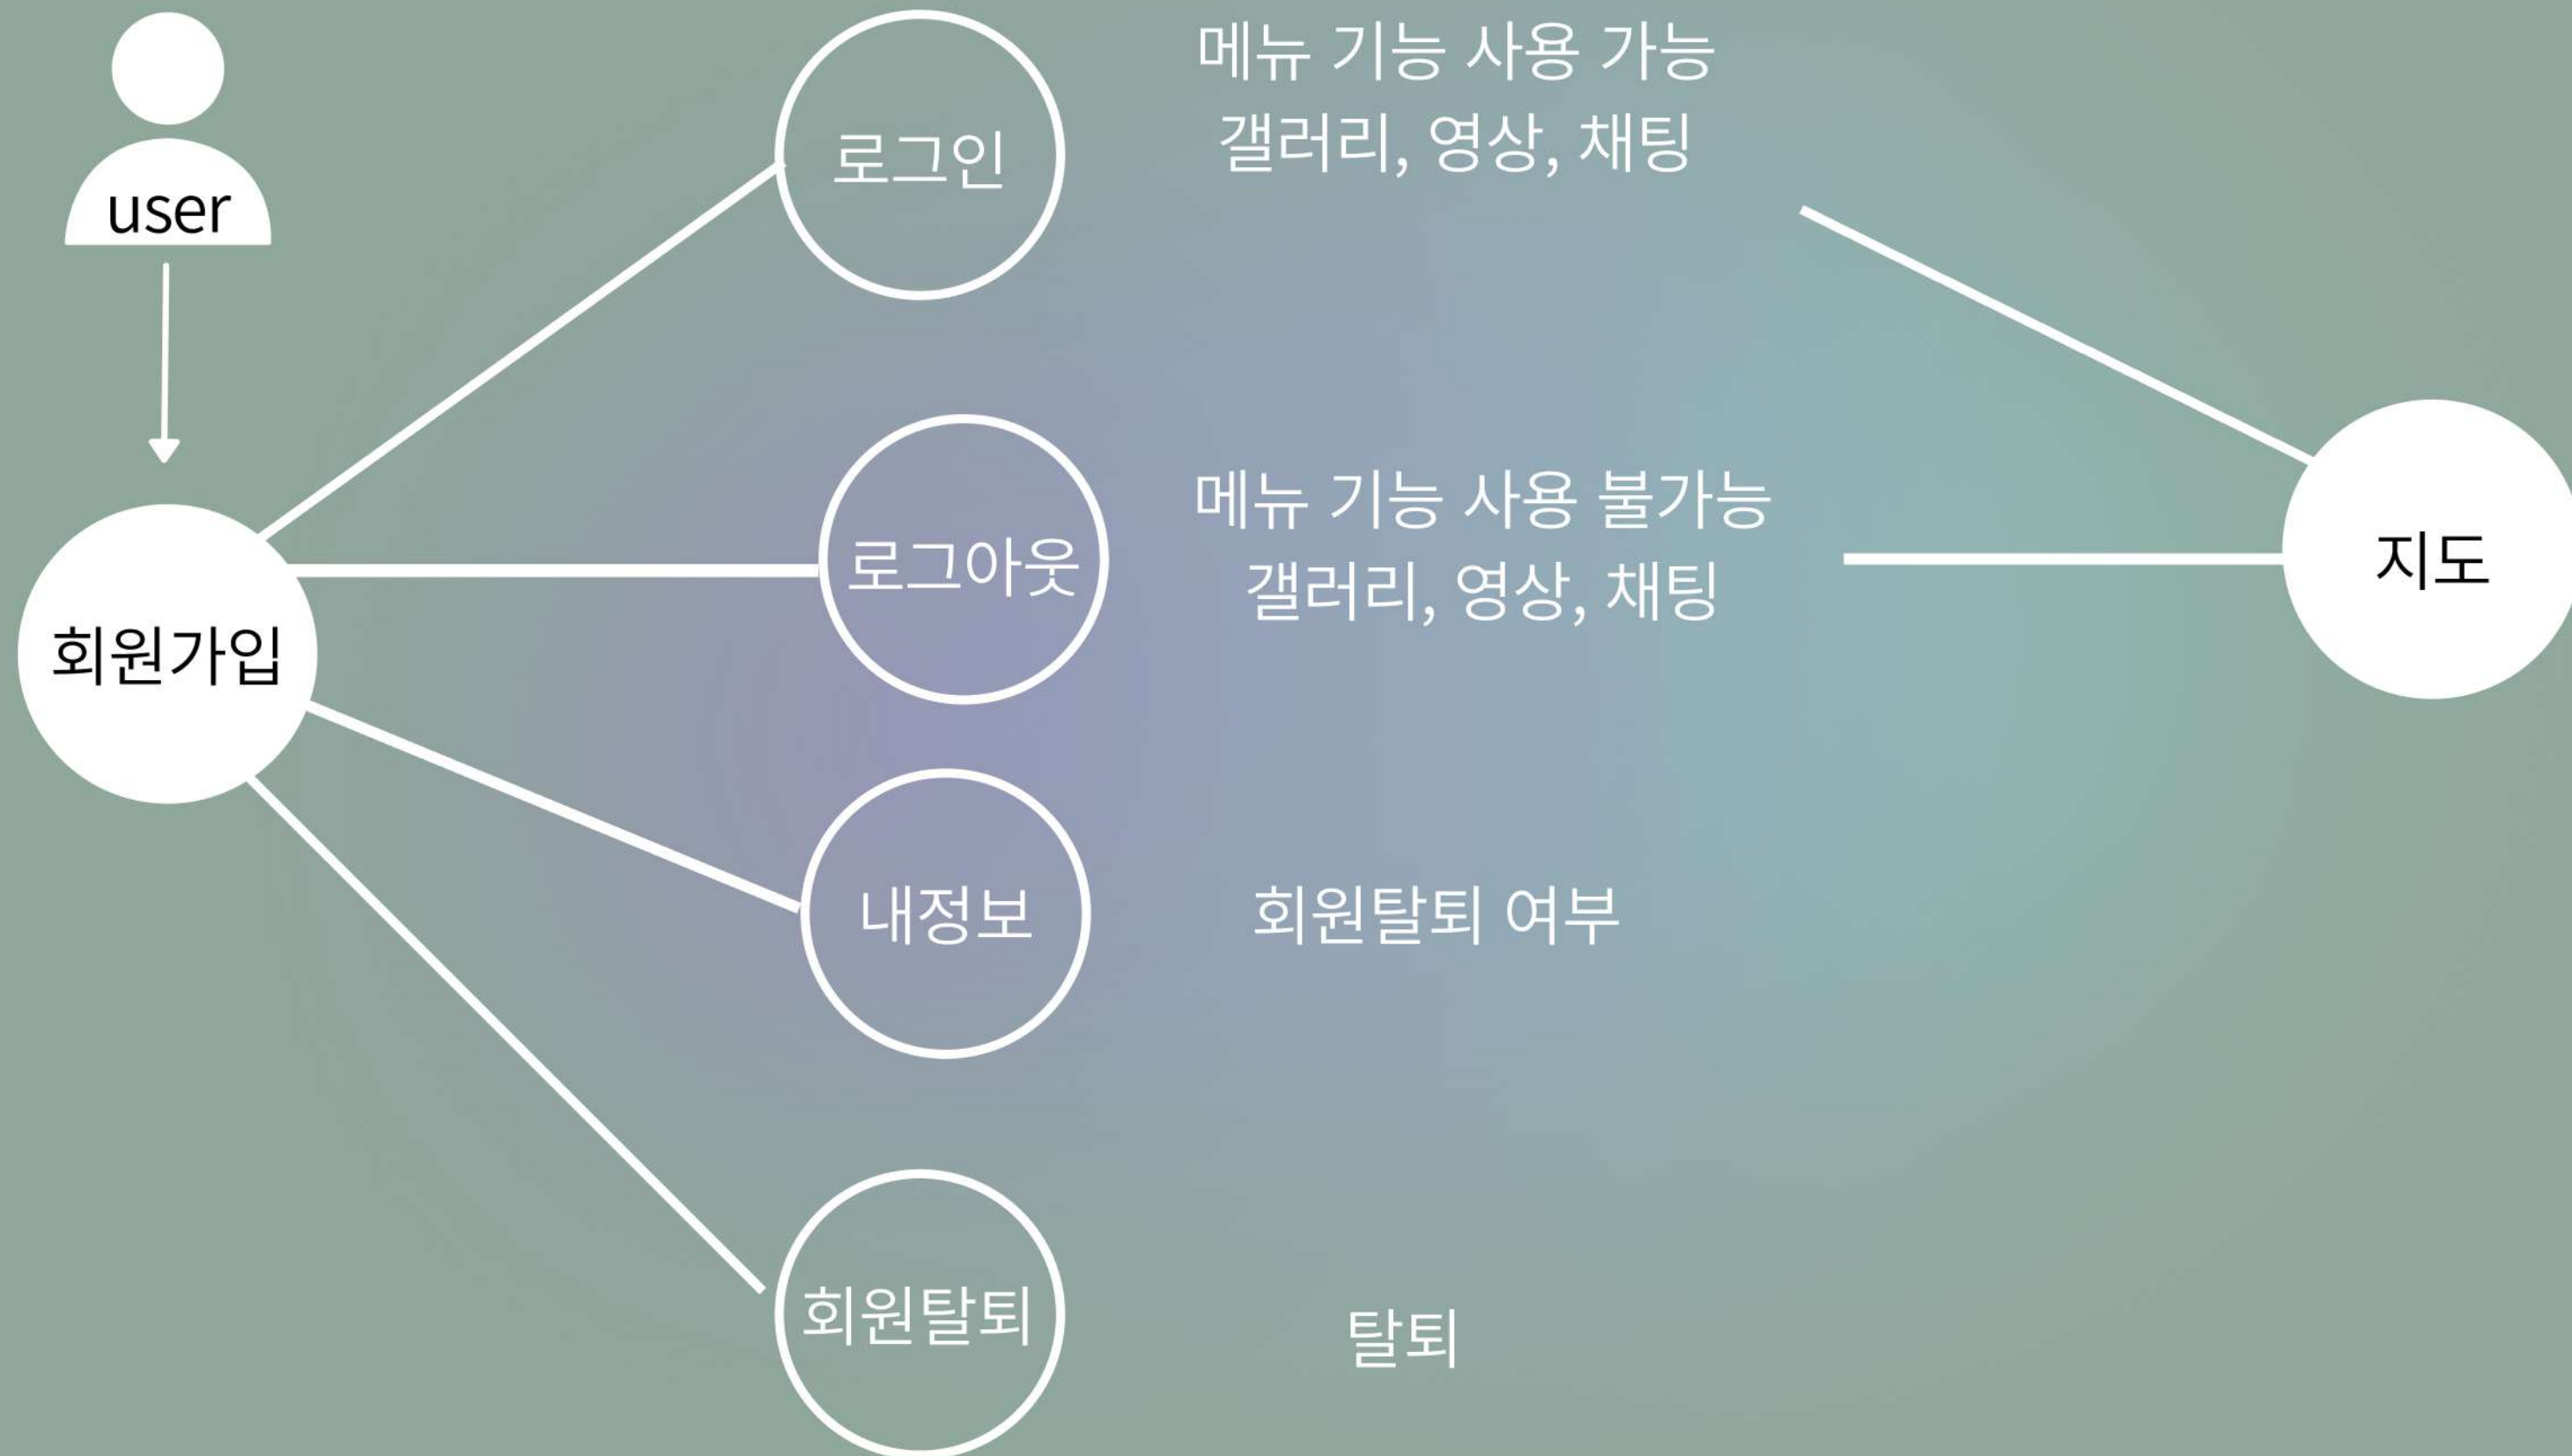 user
회원가입
로그인
메뉴 기능 사용 가능
갤러리, 영상, 채팅
로그아웃
메뉴 기능 사용 불가능
갤러리, 영상, 채팅
지도
내정보
회원탈퇴 여부
회원탈퇴
탈퇴